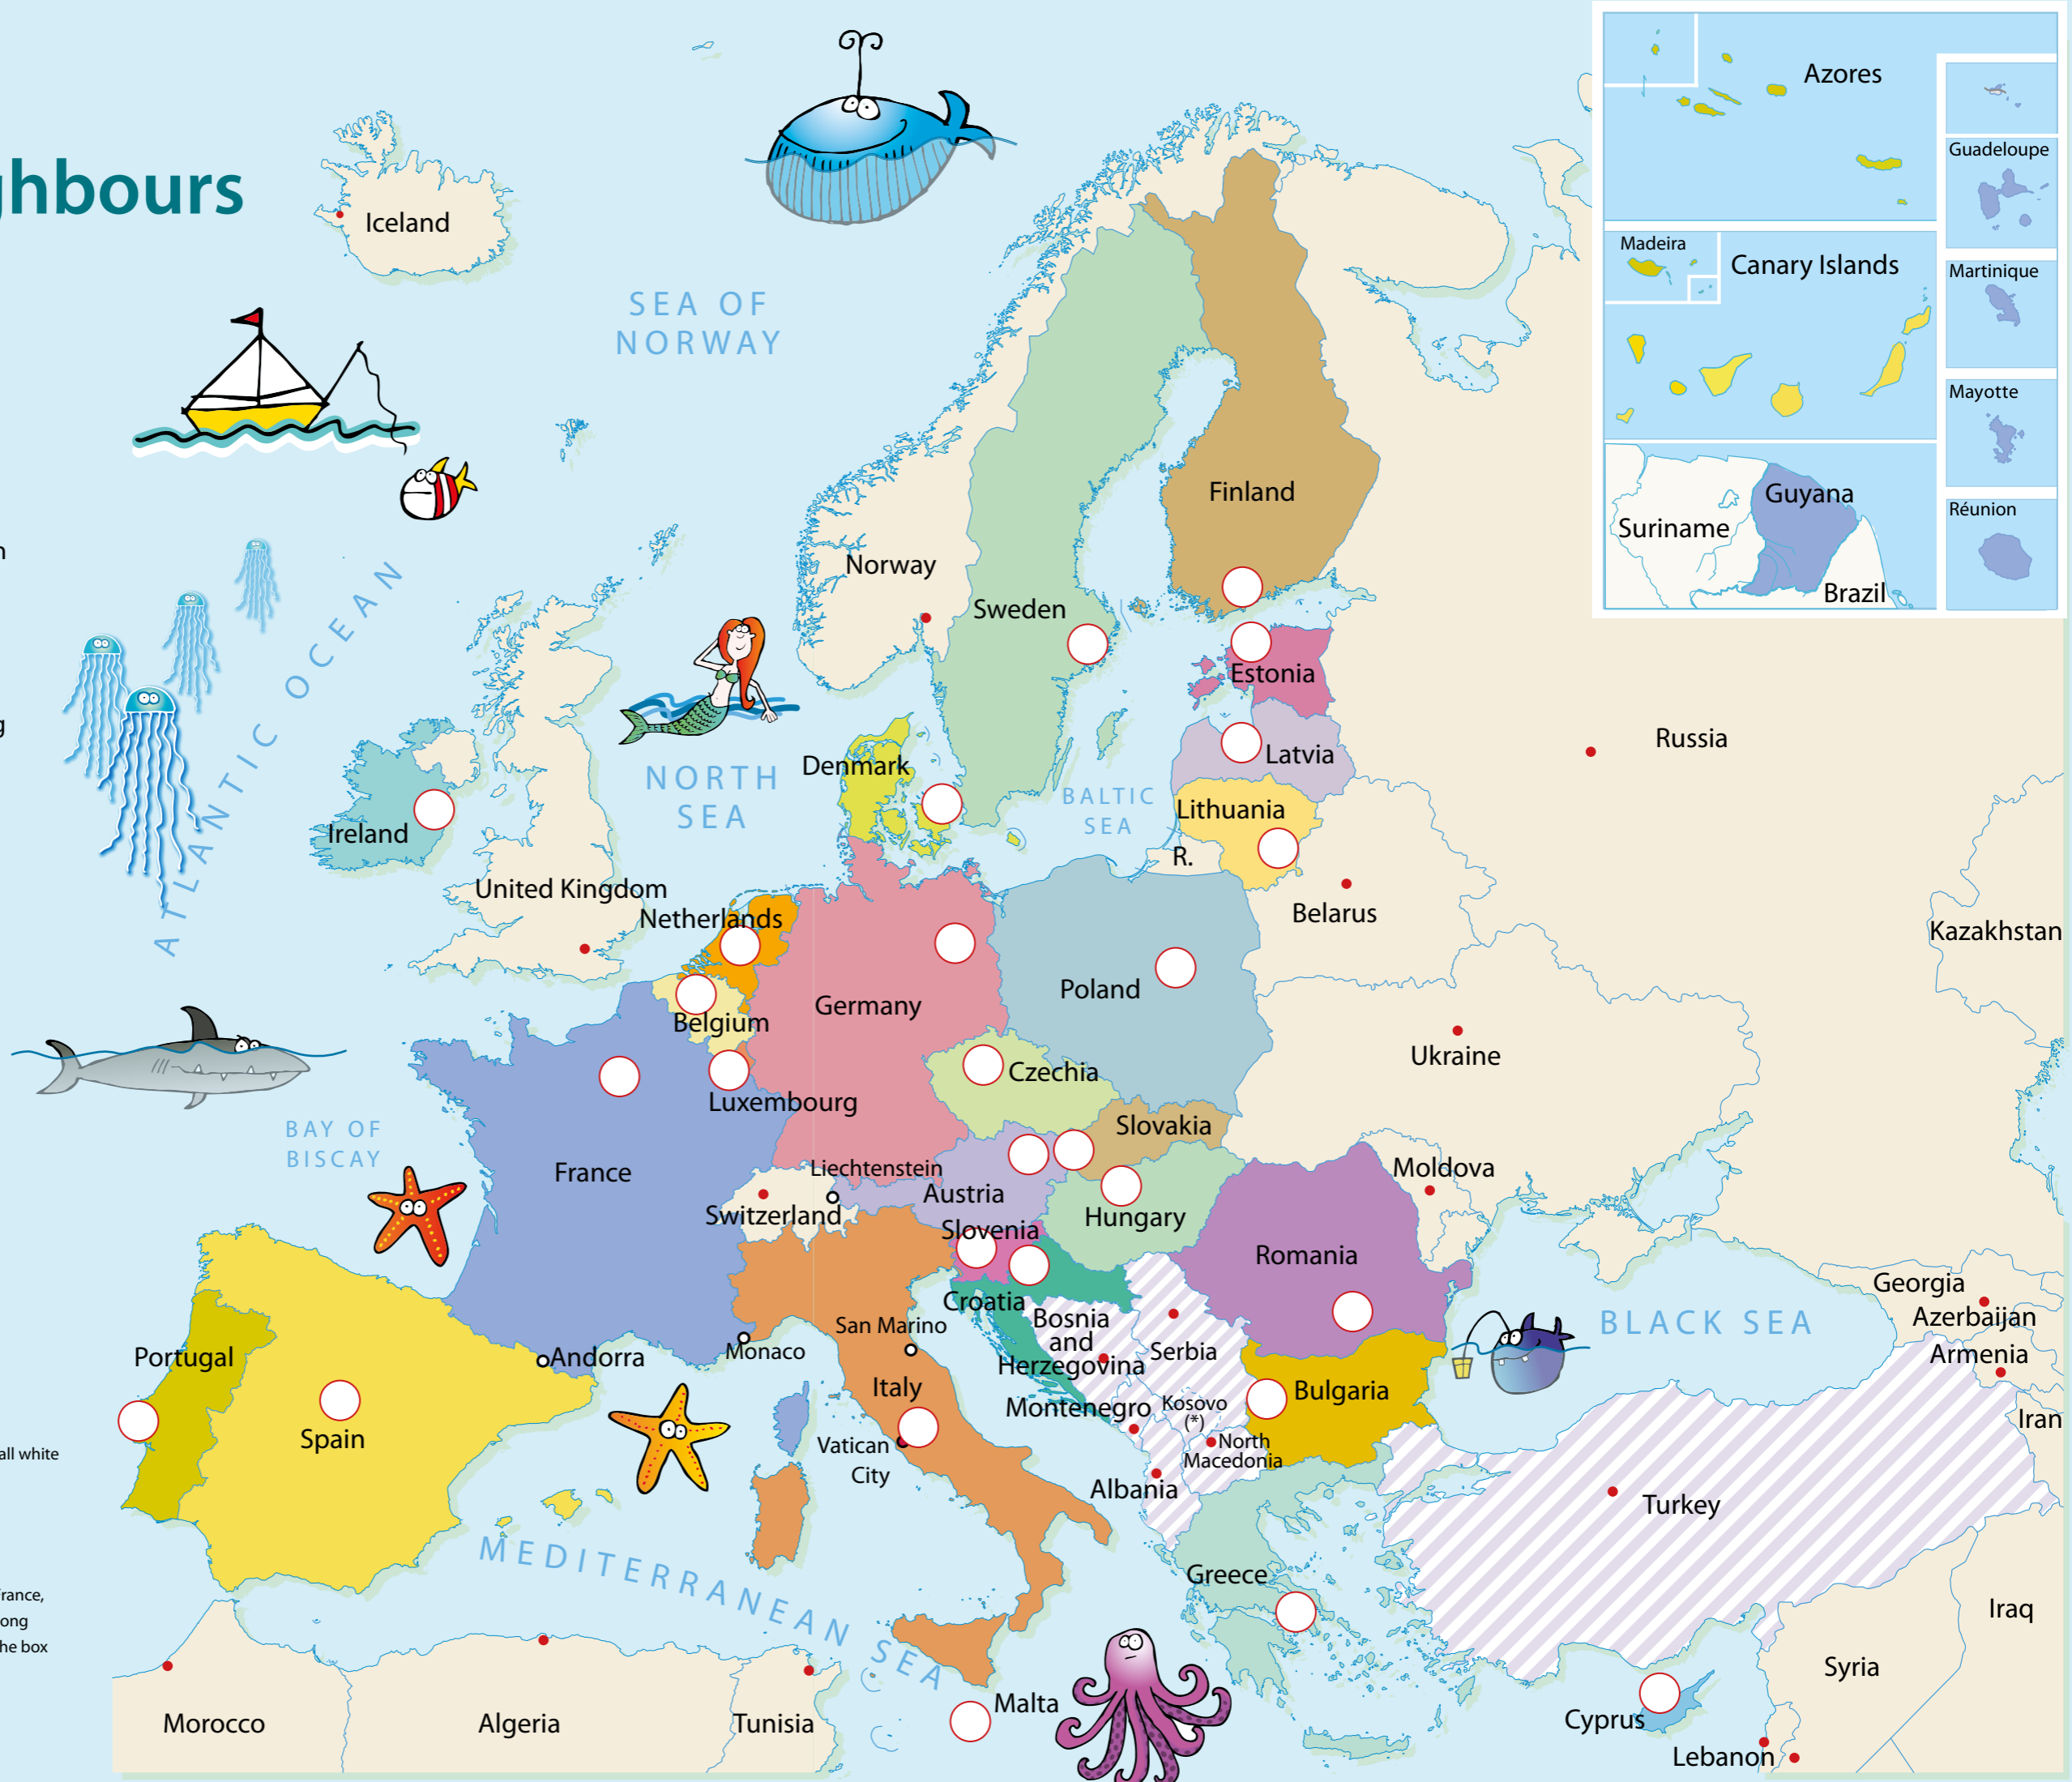 ghbours
Iceland
SEA OF
NORWAY
n
g
ATLANTIC OCEAN
Norway
Sweden
Finland
Estonia
Latvia
Lithuania
R.
Denmark
NORTH
SEA
BALTIC
SEA
Ireland
United Kingdom
Netherlands
Belgium
Luxembourg
Germany
Poland
Belarus
Russia
Kazakhstan
Ukraine
Czechia
Slovakia
BAY OF
BISCAY
France
Liechtenstein
Switzerland
Austria
Slovenia
Hungary
Moldova
Romania
Croatia
Bosnia
and
Herzegovina
Serbia
Montenegro
Kosovo
(*)
North
Macedonia
Albania
Bulgaria
BLACK SEA
Georgia
Azerbaijan
Armenia
Iran
Portugal
Spain
Andorra
Monaco
San Marino
Italy
Vatican
City
all white
rance,
ong
he box
MEDITERRANEAN SEA
Greece
Turkey
Iraq
Syria
Cyprus
Lebanon
Malta
Morocco
Algeria
Tunisia
Azores
Madeira
Canary Islands
Suriname
Guyana
Brazil
Guadeloupe
Martinique
Mayotte
Réunion